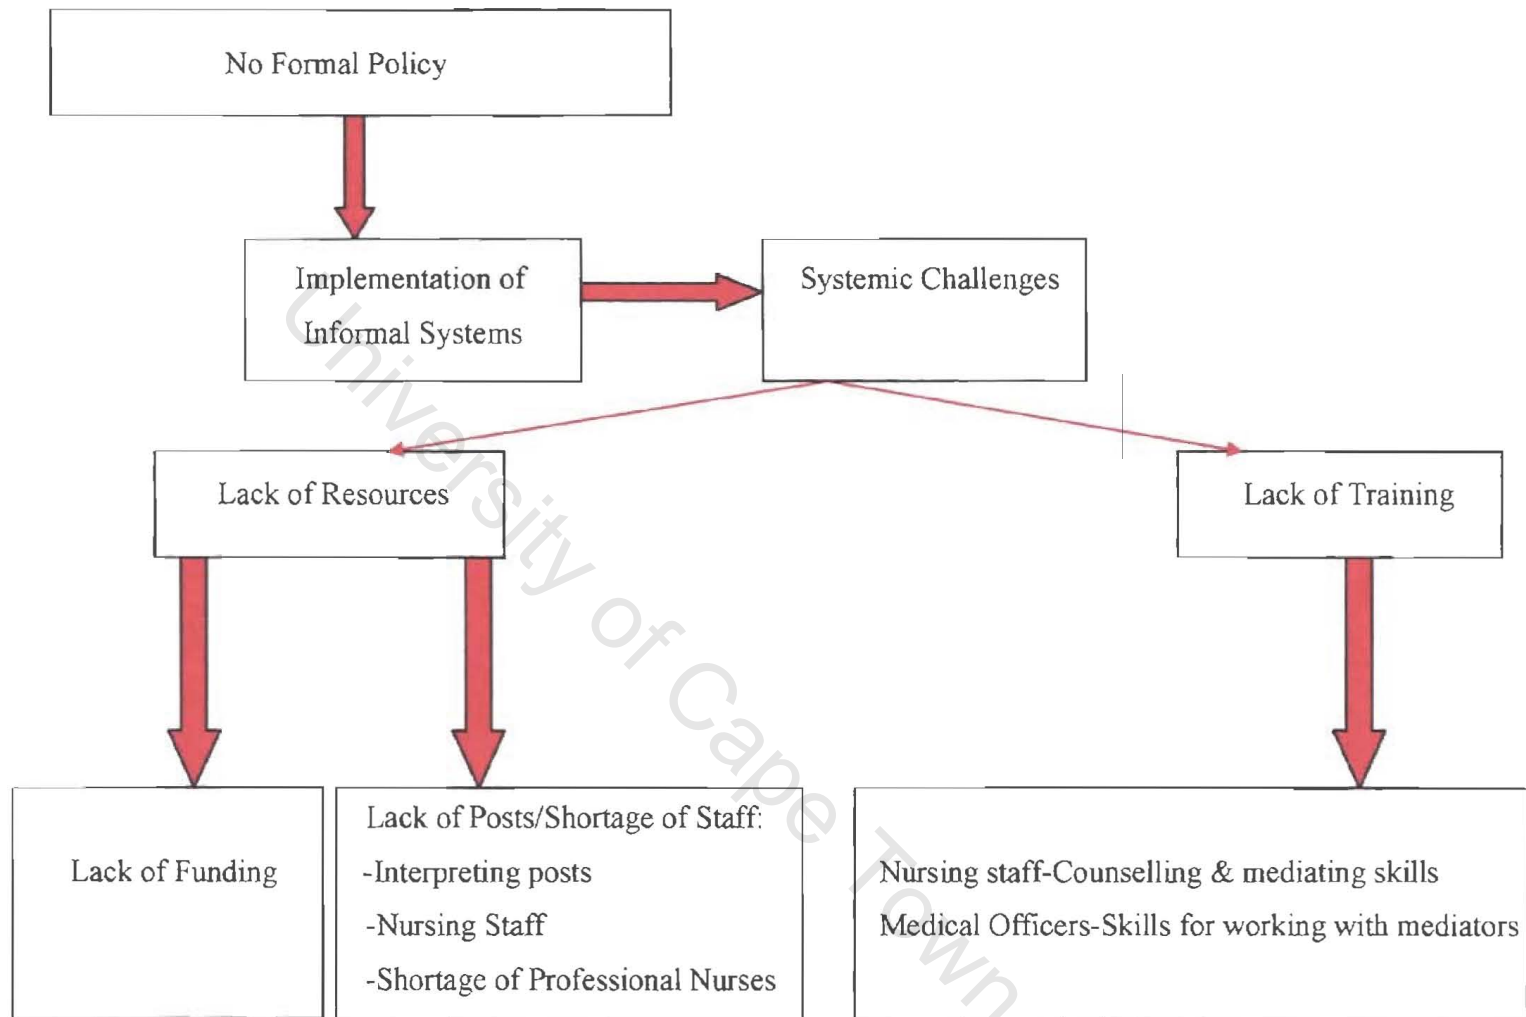 No Formal Policy
Implementation of
Informal Systems
Systemic Challenges
Lack of Resources
Lack of Training
Lack of Funding
Lack of Posts/Shortage of Staff:
-Interpreting posts
-Nursing Staff
-Shortage of Professional Nurses
Nursing staff-Counselling & mediating skills
Medical Officers-Skills for working with mediators
University of Cape Town